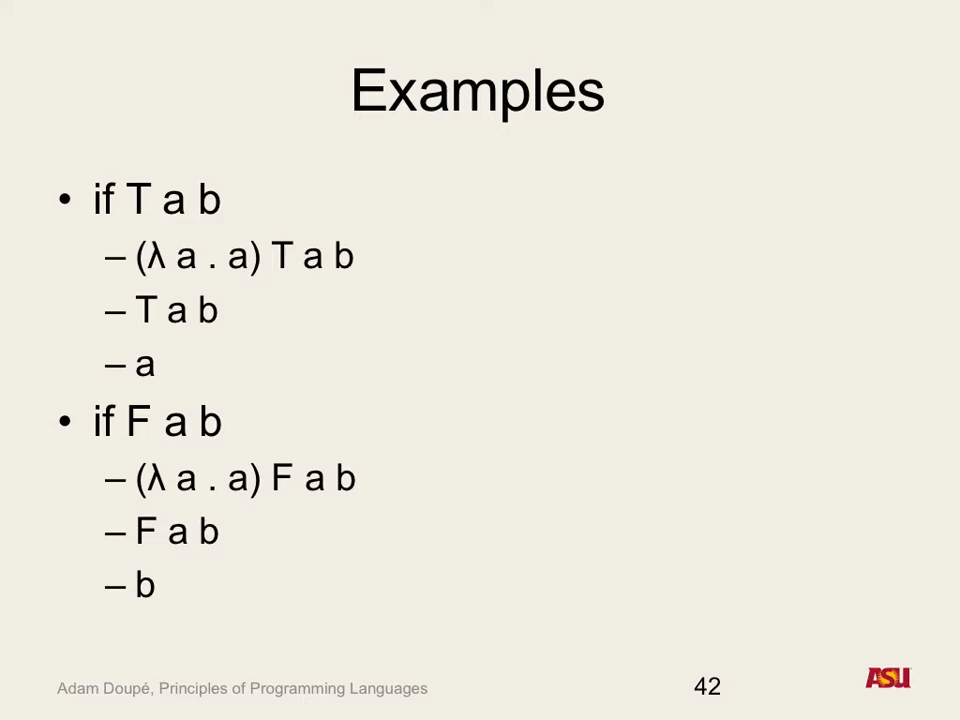 Examples
• if T a b
– (λ a . a) T a b
– T a b
– a
• if F a b
– (λ a . a) F a b
– F a b
– b
Adam Doupé, Principles of Programming Languages
42
ASU